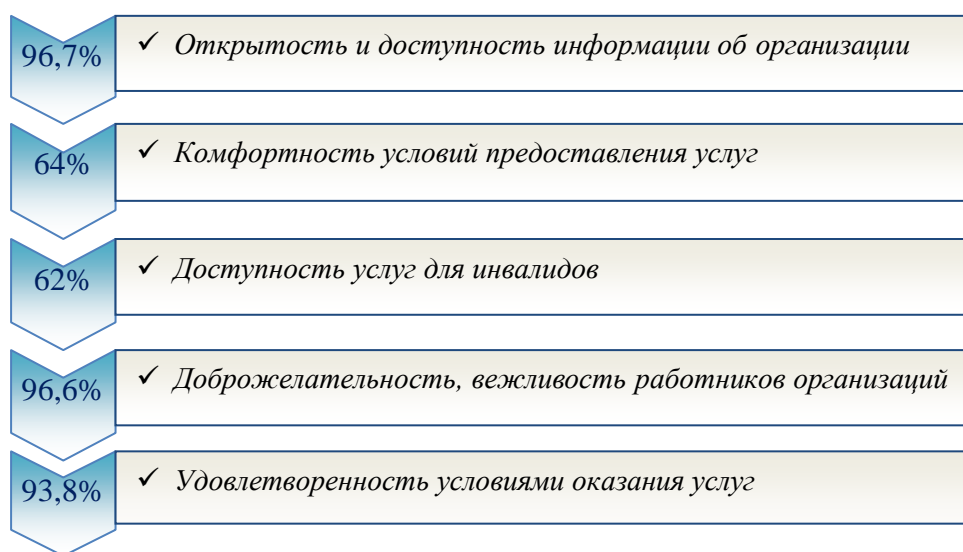 96,7% ✓ Открытость и доступность информации об организации
64% ✓ Комфортность условий предоставления услуг
62% ✓ Доступность услуг для инвалидов
96,6% ✓ Доброжелательность, вежливость работников организаций
93,8% ✓ Удовлетворенность условиями оказания услуг